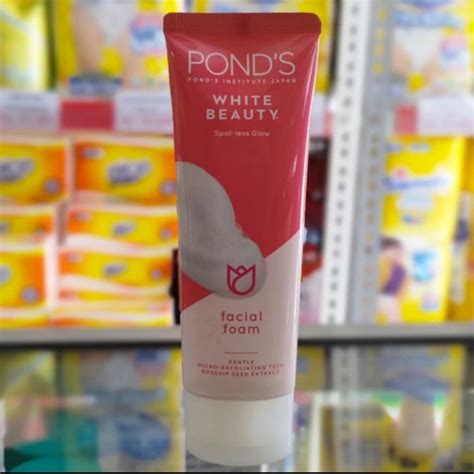 POND'S
POND'S INSTITUTE JAPAN
WHITE
BEAUTY
Spot-less Glow
facial
foam
GENTLE
MICRO-EXFOLIATING TECH
ROSEHIP SEED EXTRACT